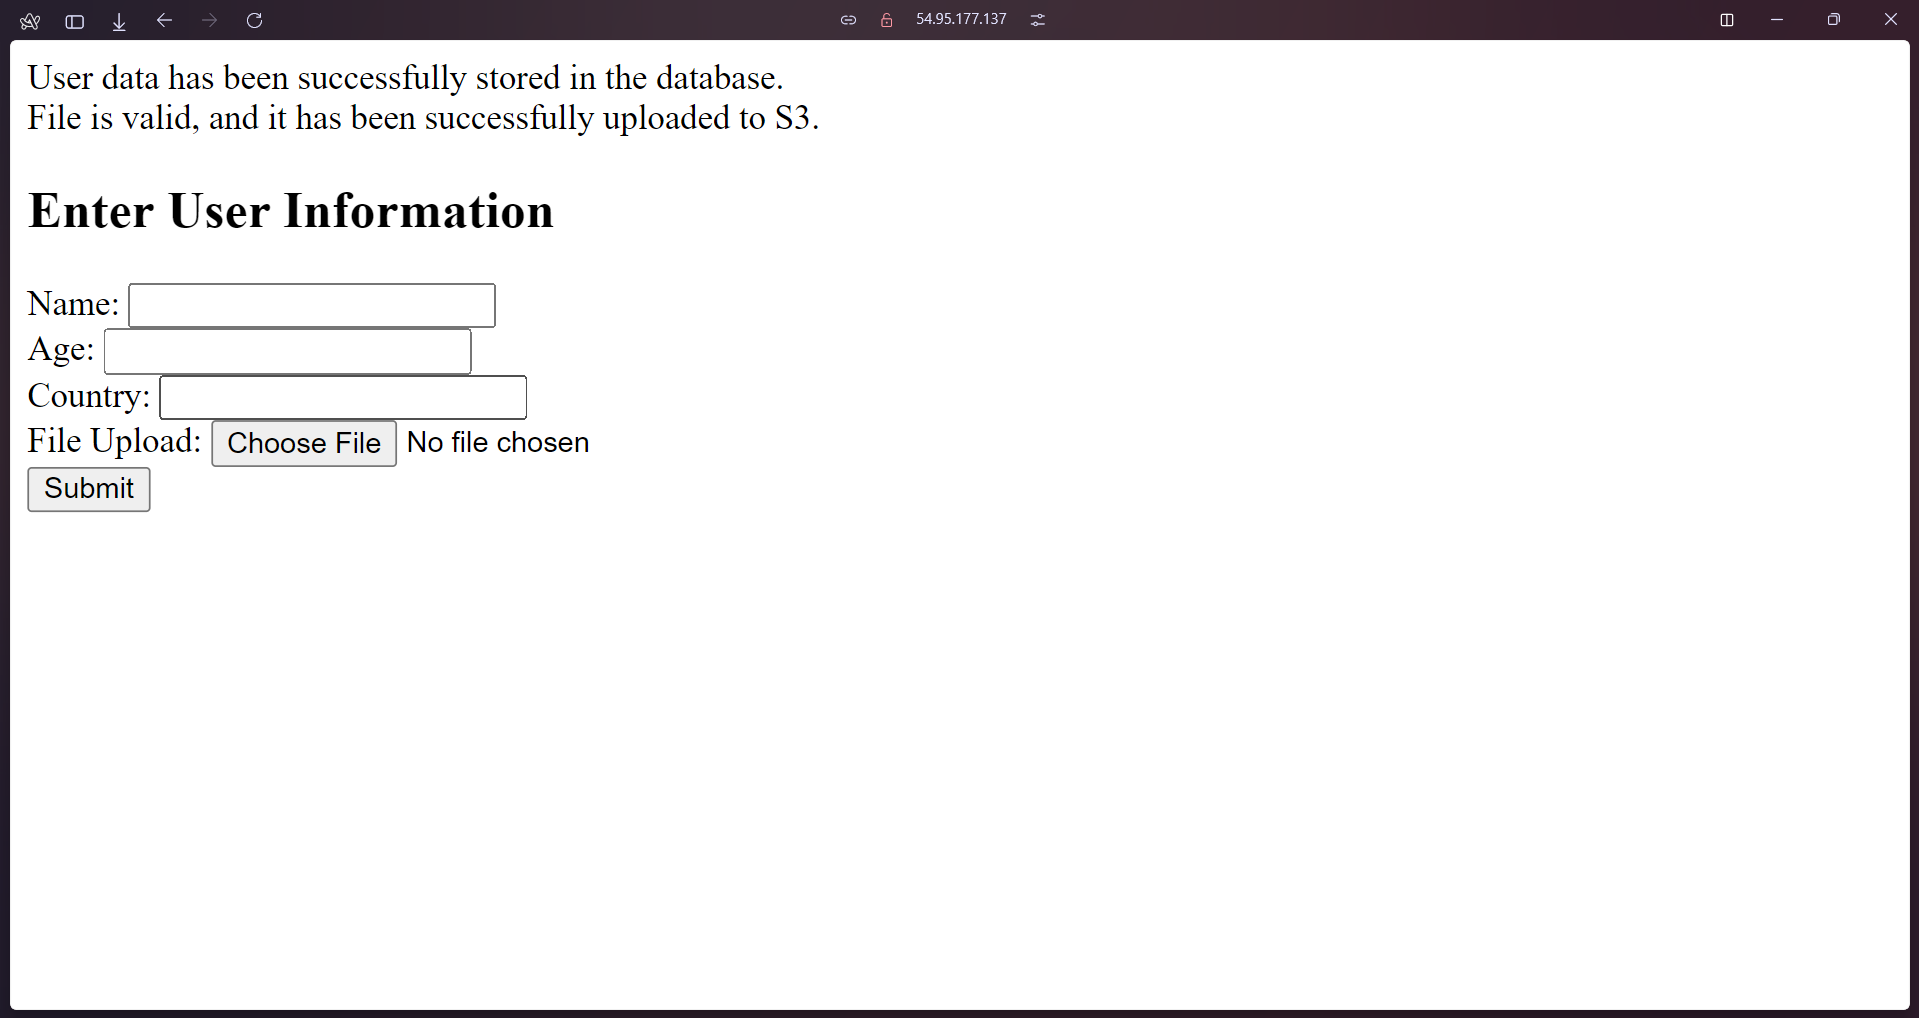 54.95.177.137
User data has been successfully stored in the database.
File is valid, and it has been successfully uploaded to S3.
Enter User Information
Name:
Age:
Country:
File Upload: Choose File No file chosen
Submit